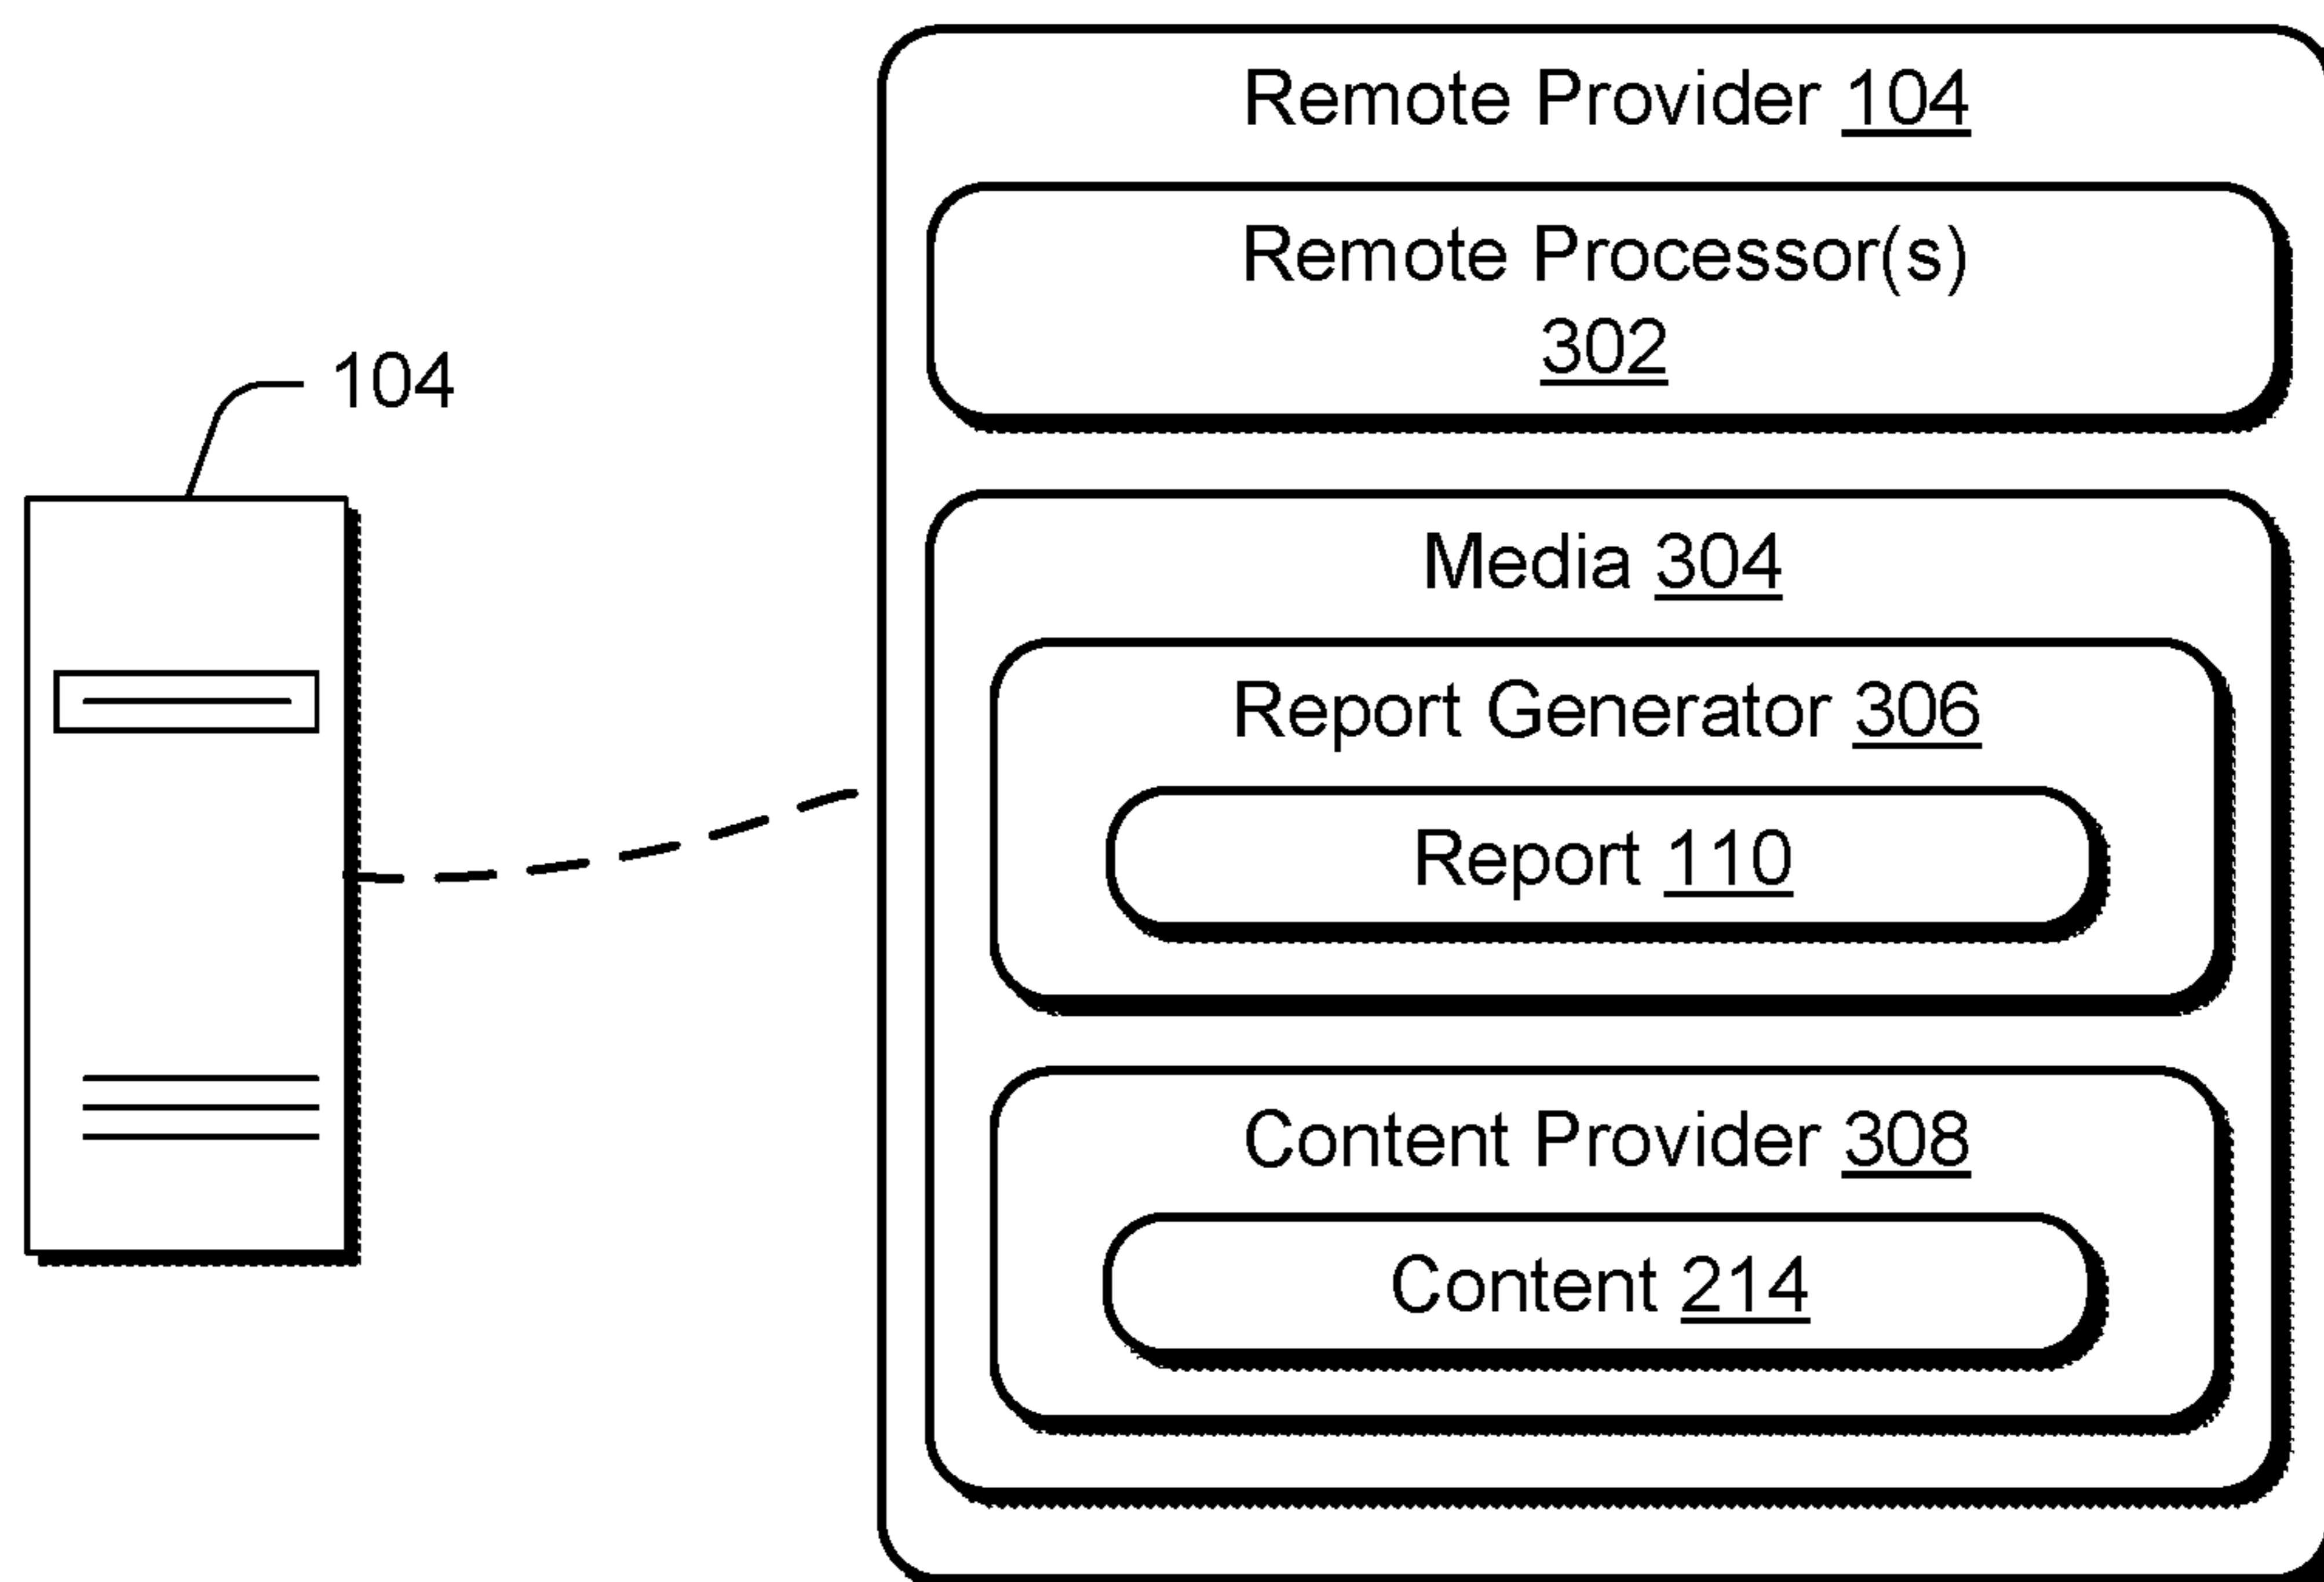 104
Remote Provider 104
Remote Processor(s)
302
Media 304
Report Generator 306
Report 110
Content Provider 308
Content 214